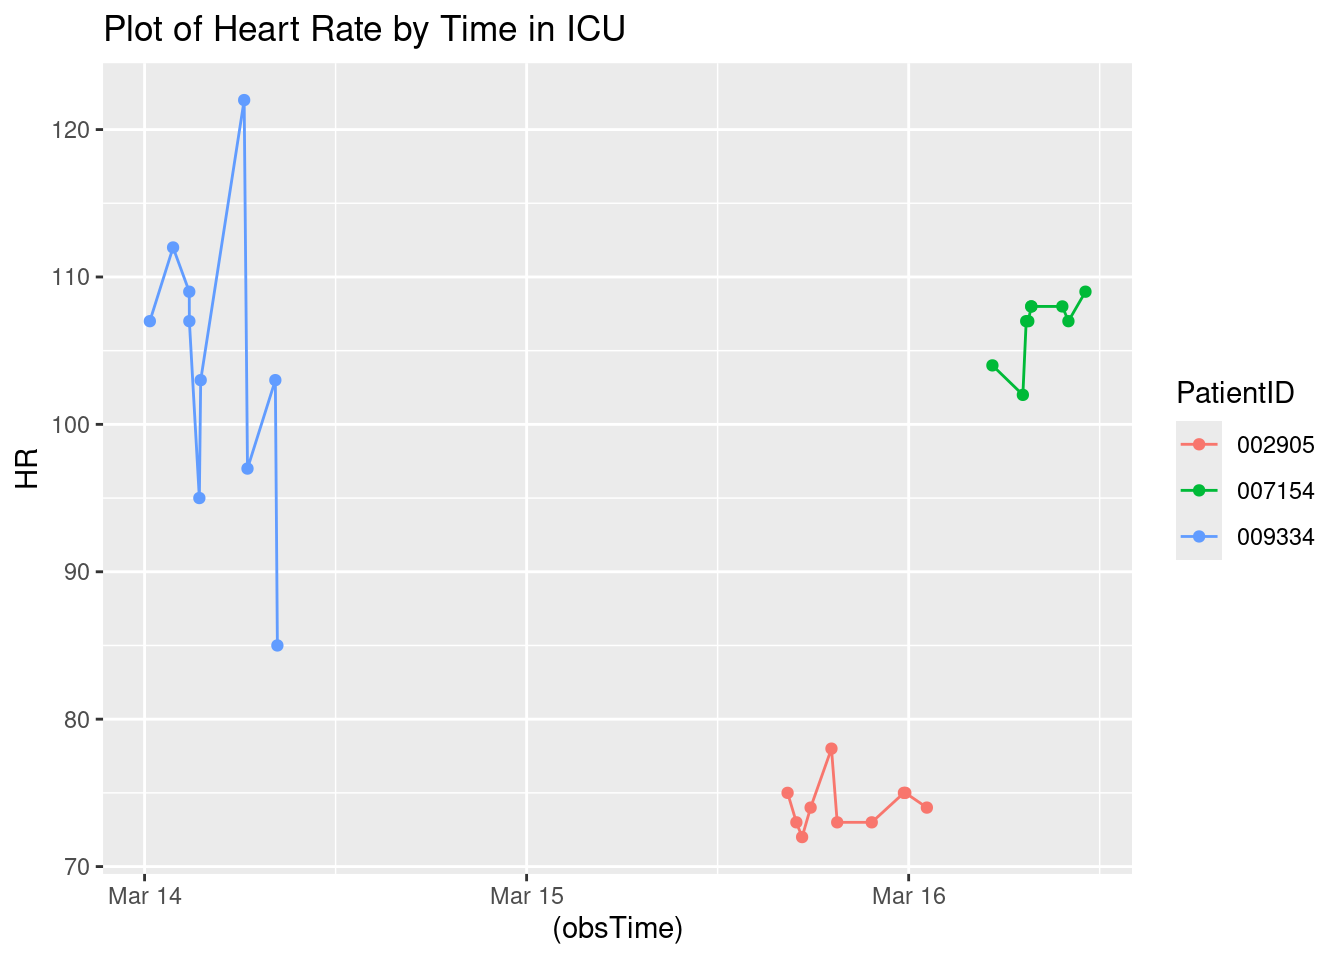 Plot of Heart Rate by Time in ICU
120
110
100
90
80
70
HR
Mar 14
Mar 15
Mar 16
(obsTime)
PatientID
002905
007154
009334